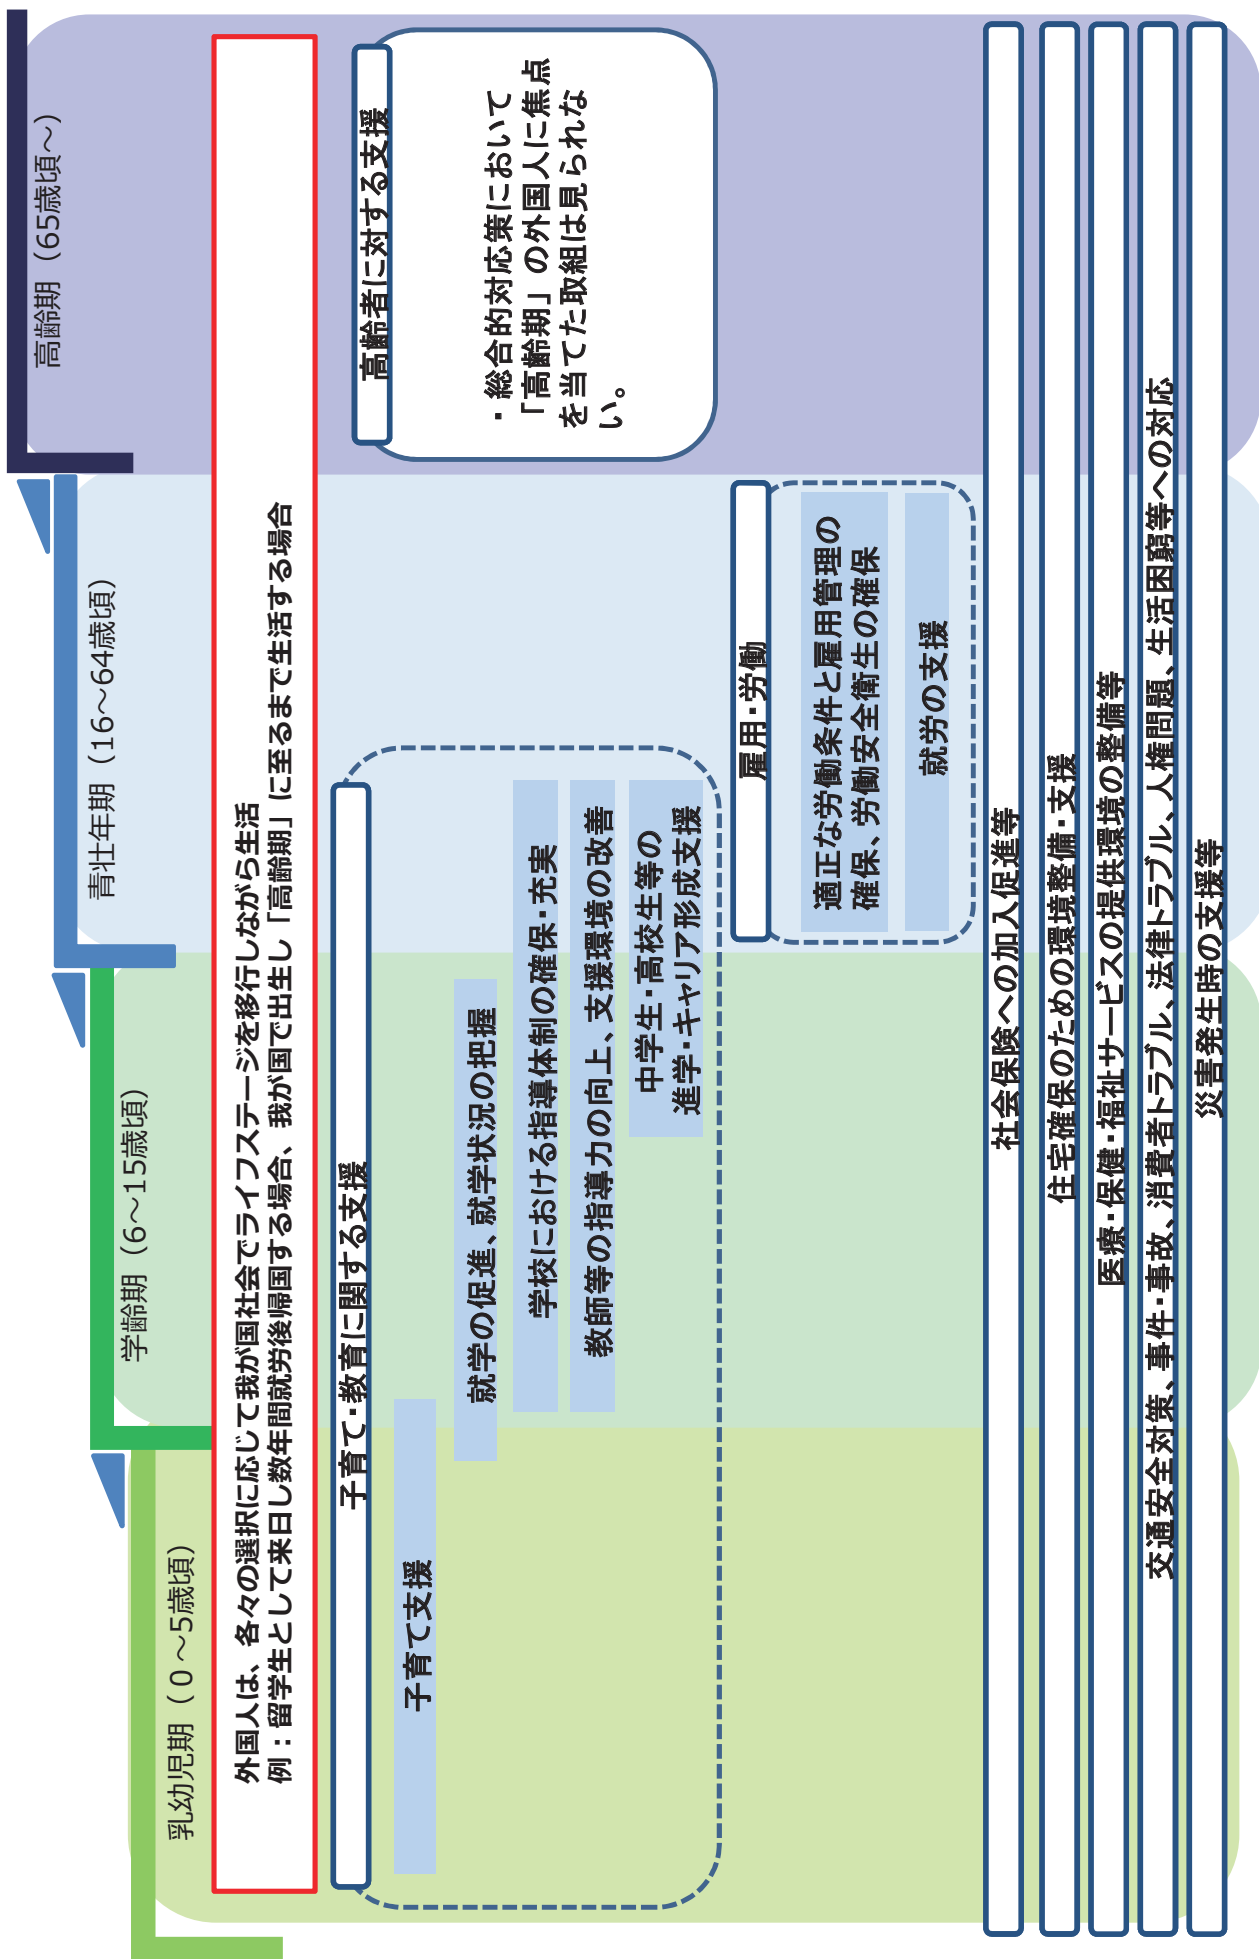 乳幼児期（０～5歳頃）
学齢期（6～15歳頃）
青壮年期（16～64歳頃）
高齢期（65歳頃～）
外国人は、各々の選択に応じて我が国社会でライフステージを移行しながら生活
例：留学生として来日し数年間就労後帰国する場合、我が国で出生し「高齢期」に至るまで生活する場合
子育て・教育に関する支援
子育て支援
就学の促進、就学状況の把握
学校における指導体制の確保・充実
教師等の指導力の向上、支援環境の改善
中学生・高校生等の
進学・キャリア形成支援
高齢者に対する支援
・総合的対応策において
「高齢期」の外国人に焦点
を当てた取組は見られな
い。
雇用・労働
適正な労働条件と雇用管理の
確保、労働安全衛生の確保
就労の支援
社会保険への加入促進等
住宅確保のための環境整備・支援
医療・保健・福祉サービスの提供環境の整備等
交通安全対策、事件・事故、消費者トラブル、法律トラブル、人権問題、生活困窮等への対応
災害発生時の支援等